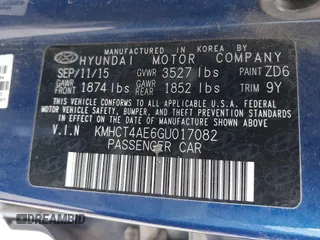 MANUFACTURED IN KOREA BY
HYUNDAI MOTOR COMPANY
SEP/11/15 GVWR 3527 lbs PAINT ZD6
GAWR FRONT 1874 lbs GAWR REAR 1852 lbs TRIM 9Y
THIS VEHICLE CONFORMS TO ALL APPLICABLE
FEDERAL MOTOR VEHICLE SAFETY, BUMPER, AND THEFT PREVENTION STANDARDS
IN EFFECT ON THE DATE OF MANUFACTURE SHOWN ABOVE.
V.I.N KMHCT4AE6GU017082
PASSENGER CAR
DREAMBID